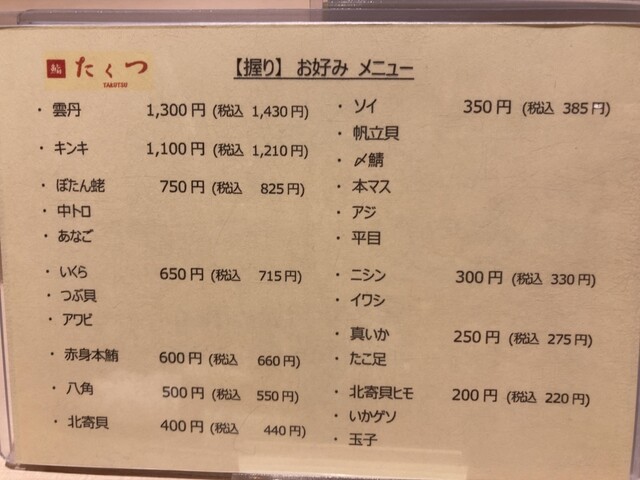 鮨 たくつ
TAKUTSU
【握り】 お好み メニュー
・ 雲丹 1,300円 (税込 1,430円)
・ キンキ 1,100円 (税込 1,210円)
・ ぼたん蛯 750円 (税込 825円)
・ 中トロ
・ あなご
・ いくら 650円 (税込 715円)
・ つぶ貝
・ アワビ
・ 赤身本鮪 600円 (税込 660円)
・ 八角 500円 (税込 550円)
・ 北寄貝 400円 (税込 440円)
・ ソイ 350円 (税込 385円)
・ 帆立貝
・ 〆鯖
・ 本マス
・ アジ
・ 平目
・ ニシン 300円 (税込 330円)
・ イワシ
・ 真いか 250円 (税込 275円)
・ たこ足
・ 北寄貝ヒモ 200円 (税込 220円)
・ いかゲソ
・ 玉子